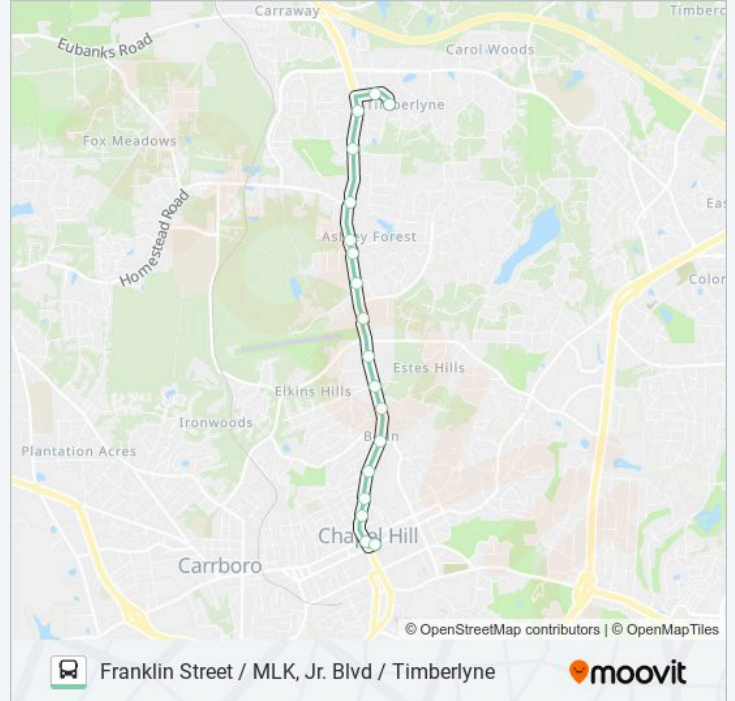 Carraway
Timberc
Eubanks Road
Carol Woods
Timberlyne
Fox Meadows
Homestead Road
Eas
Ashley Forest
Color
Estes Hills
Elkins Hills
Ironwoods
Plantation Acres
Chapel Hill
Carrboro
© OpenStreetMap contributors | © OpenMapTiles
Franklin Street / MLK, Jr. Blvd / Timberlyne
moovit